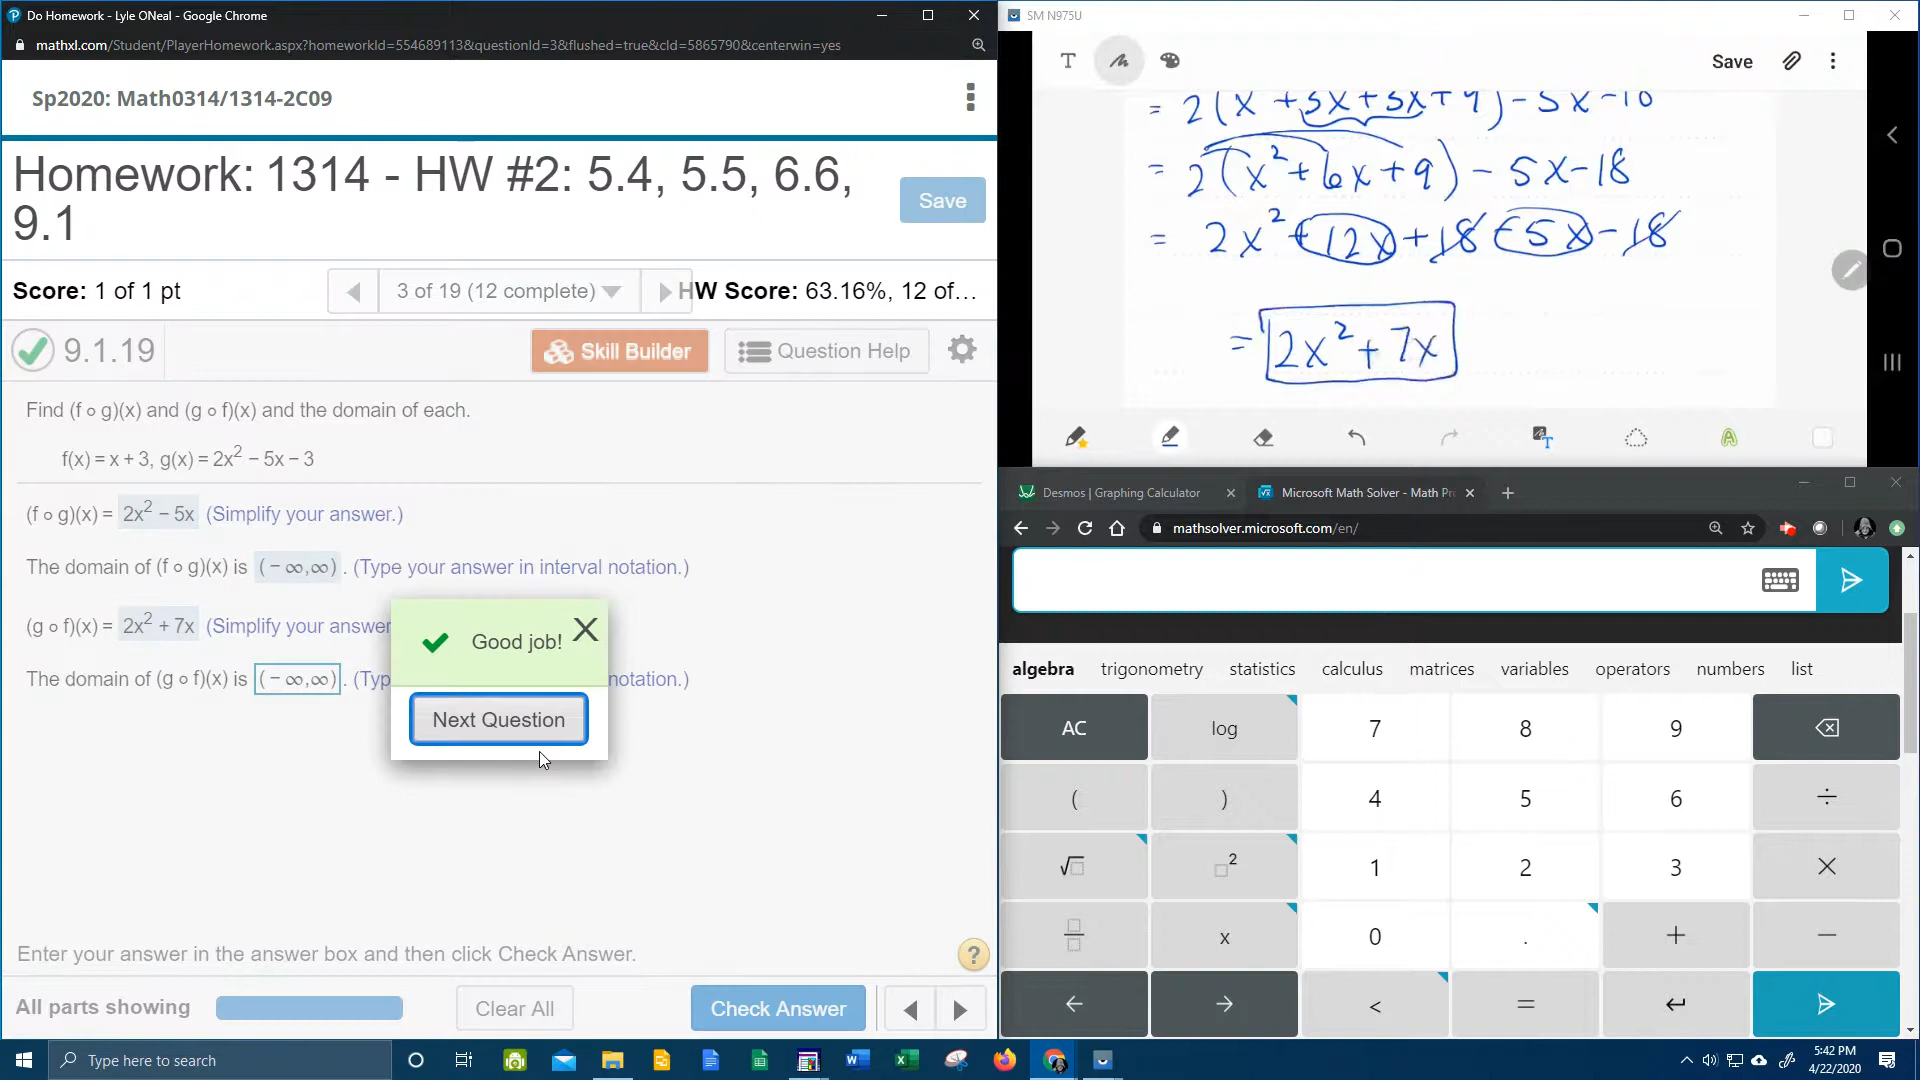 Do Homework - Lyle ONeal - Google Chrome
mathxl.com/Student/PlayerHomework.aspx?homeworkId=554689113&questionId=3&flushed=true&cId=5865790&centerwin=yes
Sp2020: Math0314/1314-2C09
Homework: 1314 - HW #2: 5.4, 5.5, 6.6,
9.1
Save
Score: 1 of 1 pt
3 of 19 (12 complete)
HW Score: 63.16%, 12 of…
9.1.19
Skill Builder
Question Help
Find (f ∘ g)(x) and (g ∘ f)(x) and the domain of each.
f(x) = x + 3, g(x) = 2x² − 5x − 3
(f ∘ g)(x) = 2x² − 5x (Simplify your answer.)
The domain of (f ∘ g)(x) is (−∞,∞). (Type your answer in interval notation.)
(g ∘ f)(x) = 2x² + 7x (Simplify your answer
The domain of (g ∘ f)(x) is (−∞,∞). (Typ notation.)
Good job!
Next Question
Enter your answer in the answer box and then click Check Answer.
?
All parts showing
Clear All
Check Answer
SM N975U
T
Save
= 2(x² + 6x + 9) − 5x − 18
= 2x² + 12x + 18 − 5x − 18
= 2x² + 7x
Desmos | Graphing Calculator
Microsoft Math Solver - Math Pr
mathsolver.microsoft.com/en/
algebra trigonometry statistics calculus matrices variables operators numbers list
AC log 7 8 9
( ) 4 5 6 ÷
√□ □² 1 2 3 ×
x 0 . + −
← → < = ↵
Type here to search
5:42 PM
4/22/2020